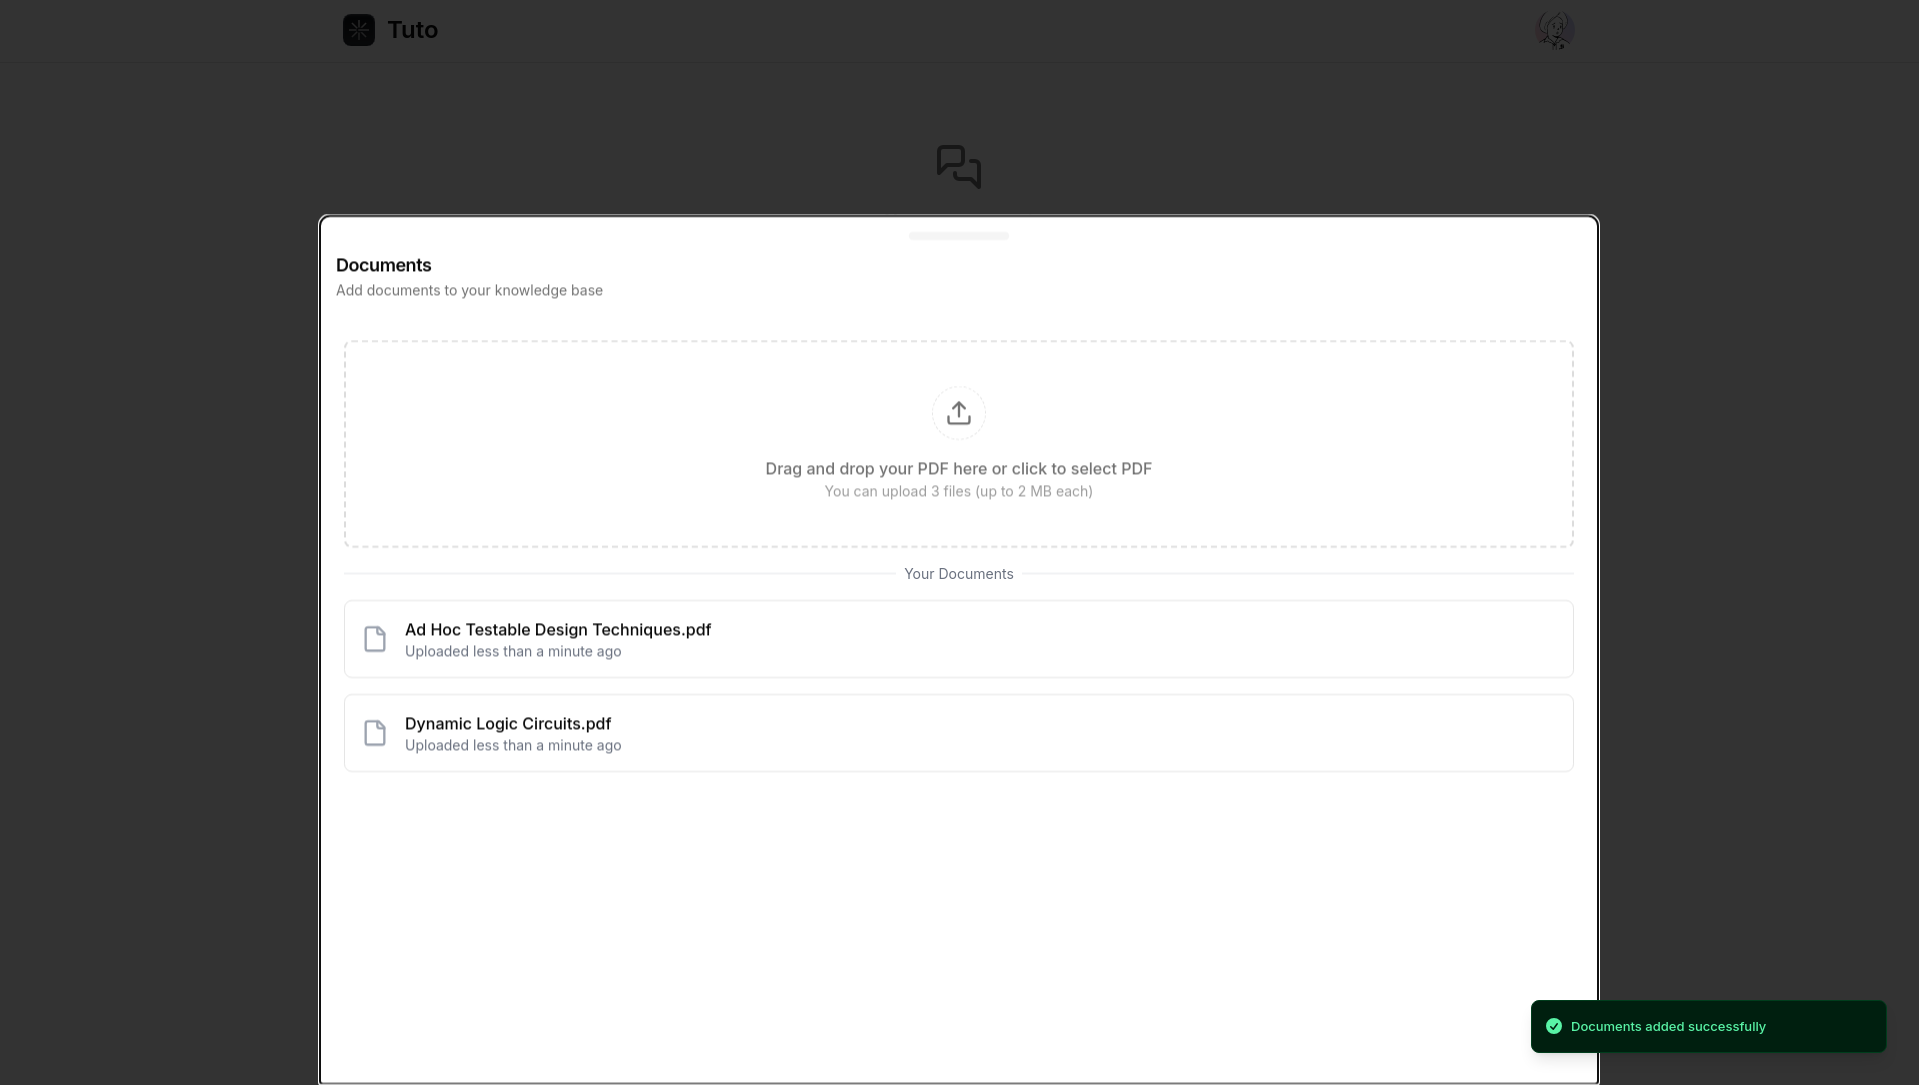 Tuto
Documents
Add documents to your knowledge base
Drag and drop your PDF here or click to select PDF
You can upload 3 files (up to 2 MB each)
Your Documents
Ad Hoc Testable Design Techniques.pdf
Uploaded less than a minute ago
Dynamic Logic Circuits.pdf
Uploaded less than a minute ago
Documents added successfully